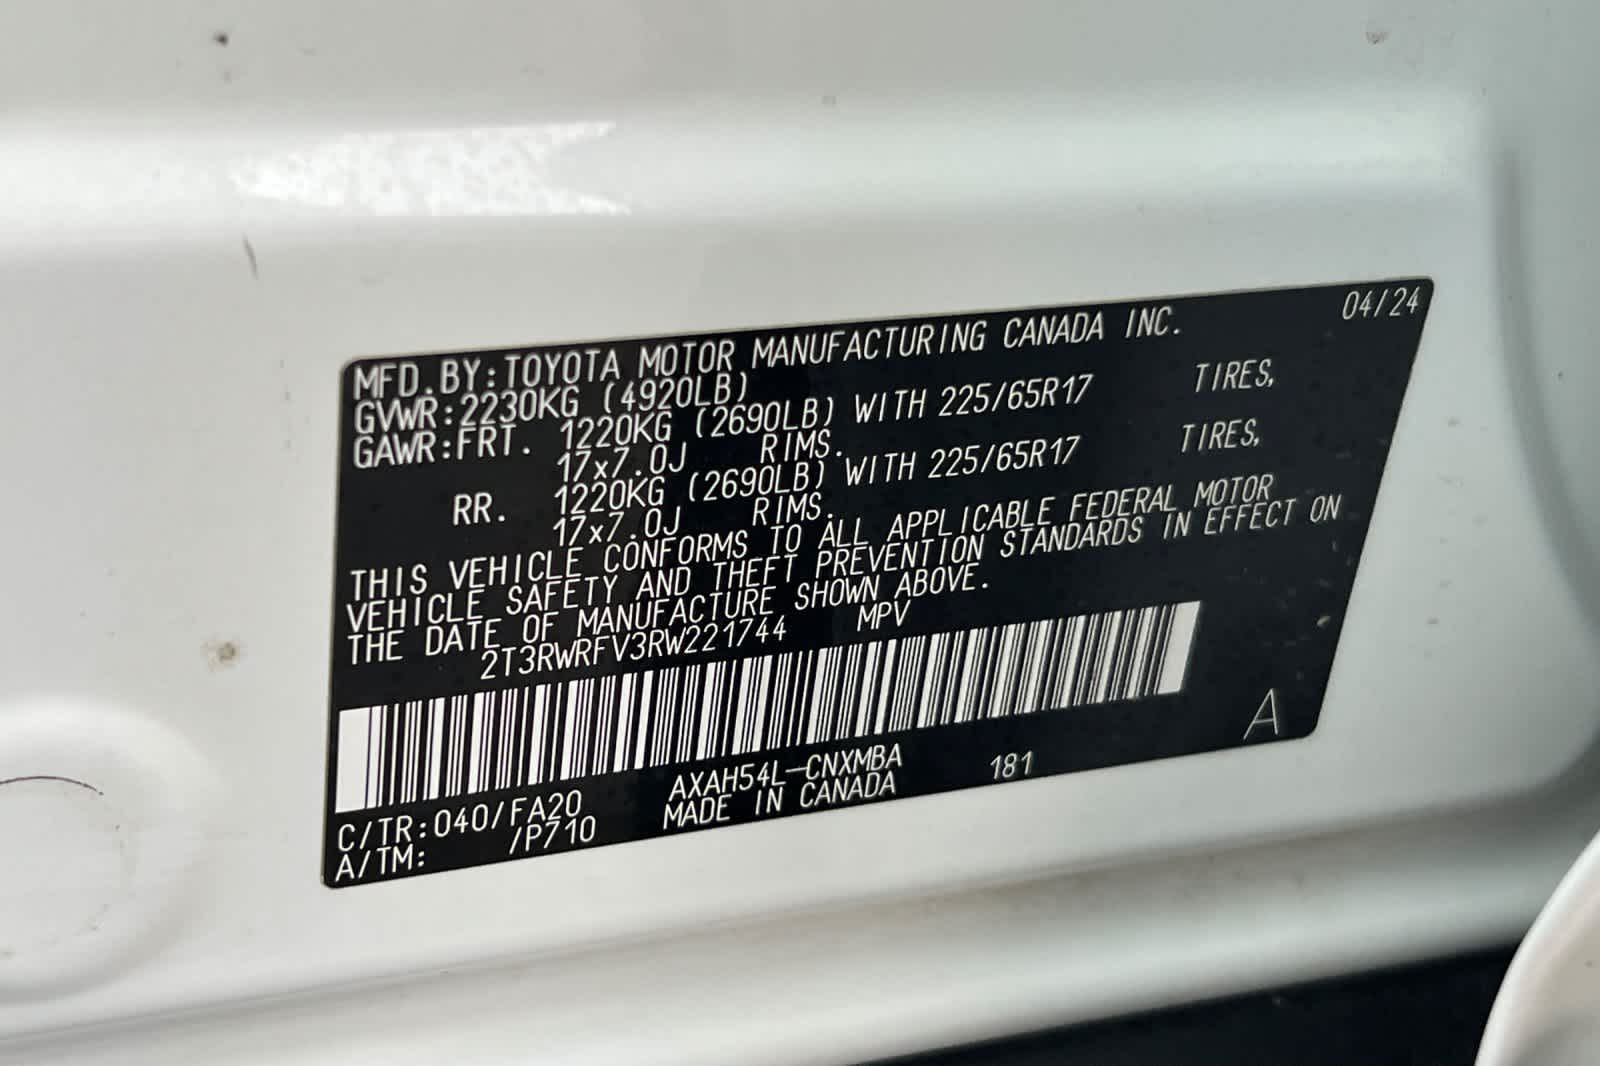 04/24
MFD.BY:TOYOTA MOTOR MANUFACTURING CANADA INC.
GVWR:2230KG (4920LB)
GAWR:FRT. 1220KG (2690LB) WITH 225/65R17 TIRES,
17x7.0J RIMS.
RR. 1220KG (2690LB) WITH 225/65R17 TIRES,
17x7.0J RIMS.
THIS VEHICLE CONFORMS TO ALL APPLICABLE FEDERAL MOTOR
VEHICLE SAFETY AND THEFT PREVENTION STANDARDS IN EFFECT ON
THE DATE OF MANUFACTURE SHOWN ABOVE.
2T3RWRFV3RW221744 MPV
A
AXAH54L-CNXMBA 181
C/TR:040/FA20 MADE IN CANADA
A/TM: /P710